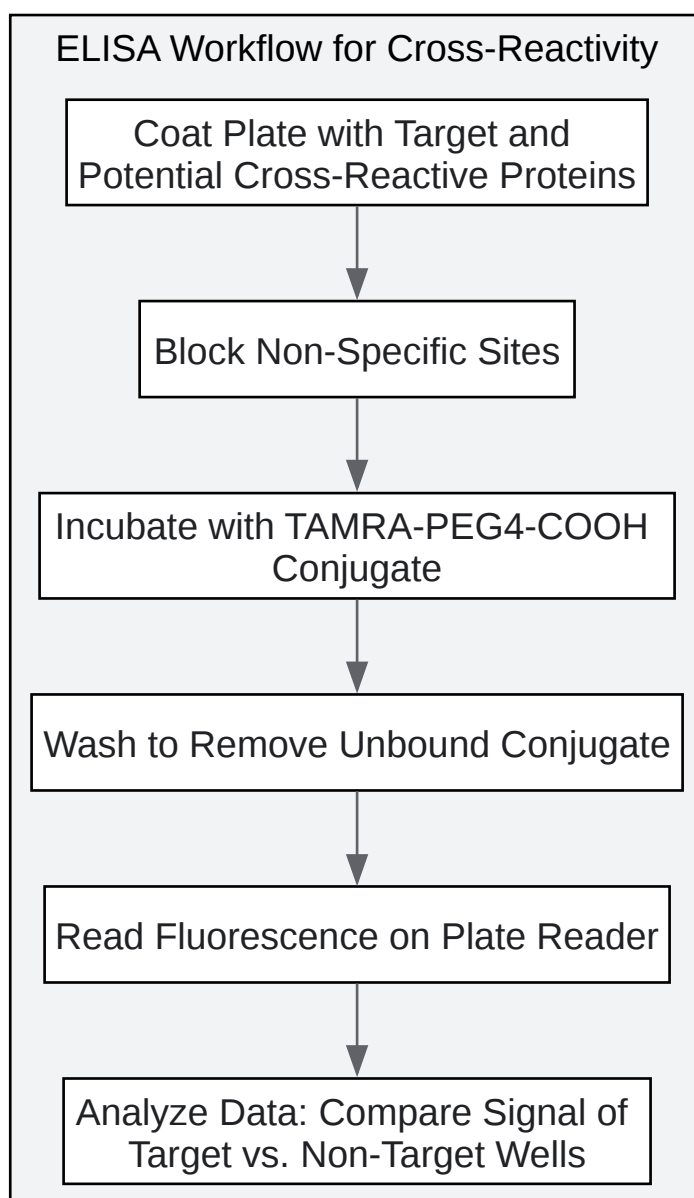 ELISA Workflow for Cross-Reactivity
Coat Plate with Target and
Potential Cross-Reactive Proteins
Block Non-Specific Sites
Incubate with TAMRA-PEG4-COOH
Conjugate
Wash to Remove Unbound Conjugate
Read Fluorescence on Plate Reader
Analyze Data: Compare Signal of
Target vs. Non-Target Wells